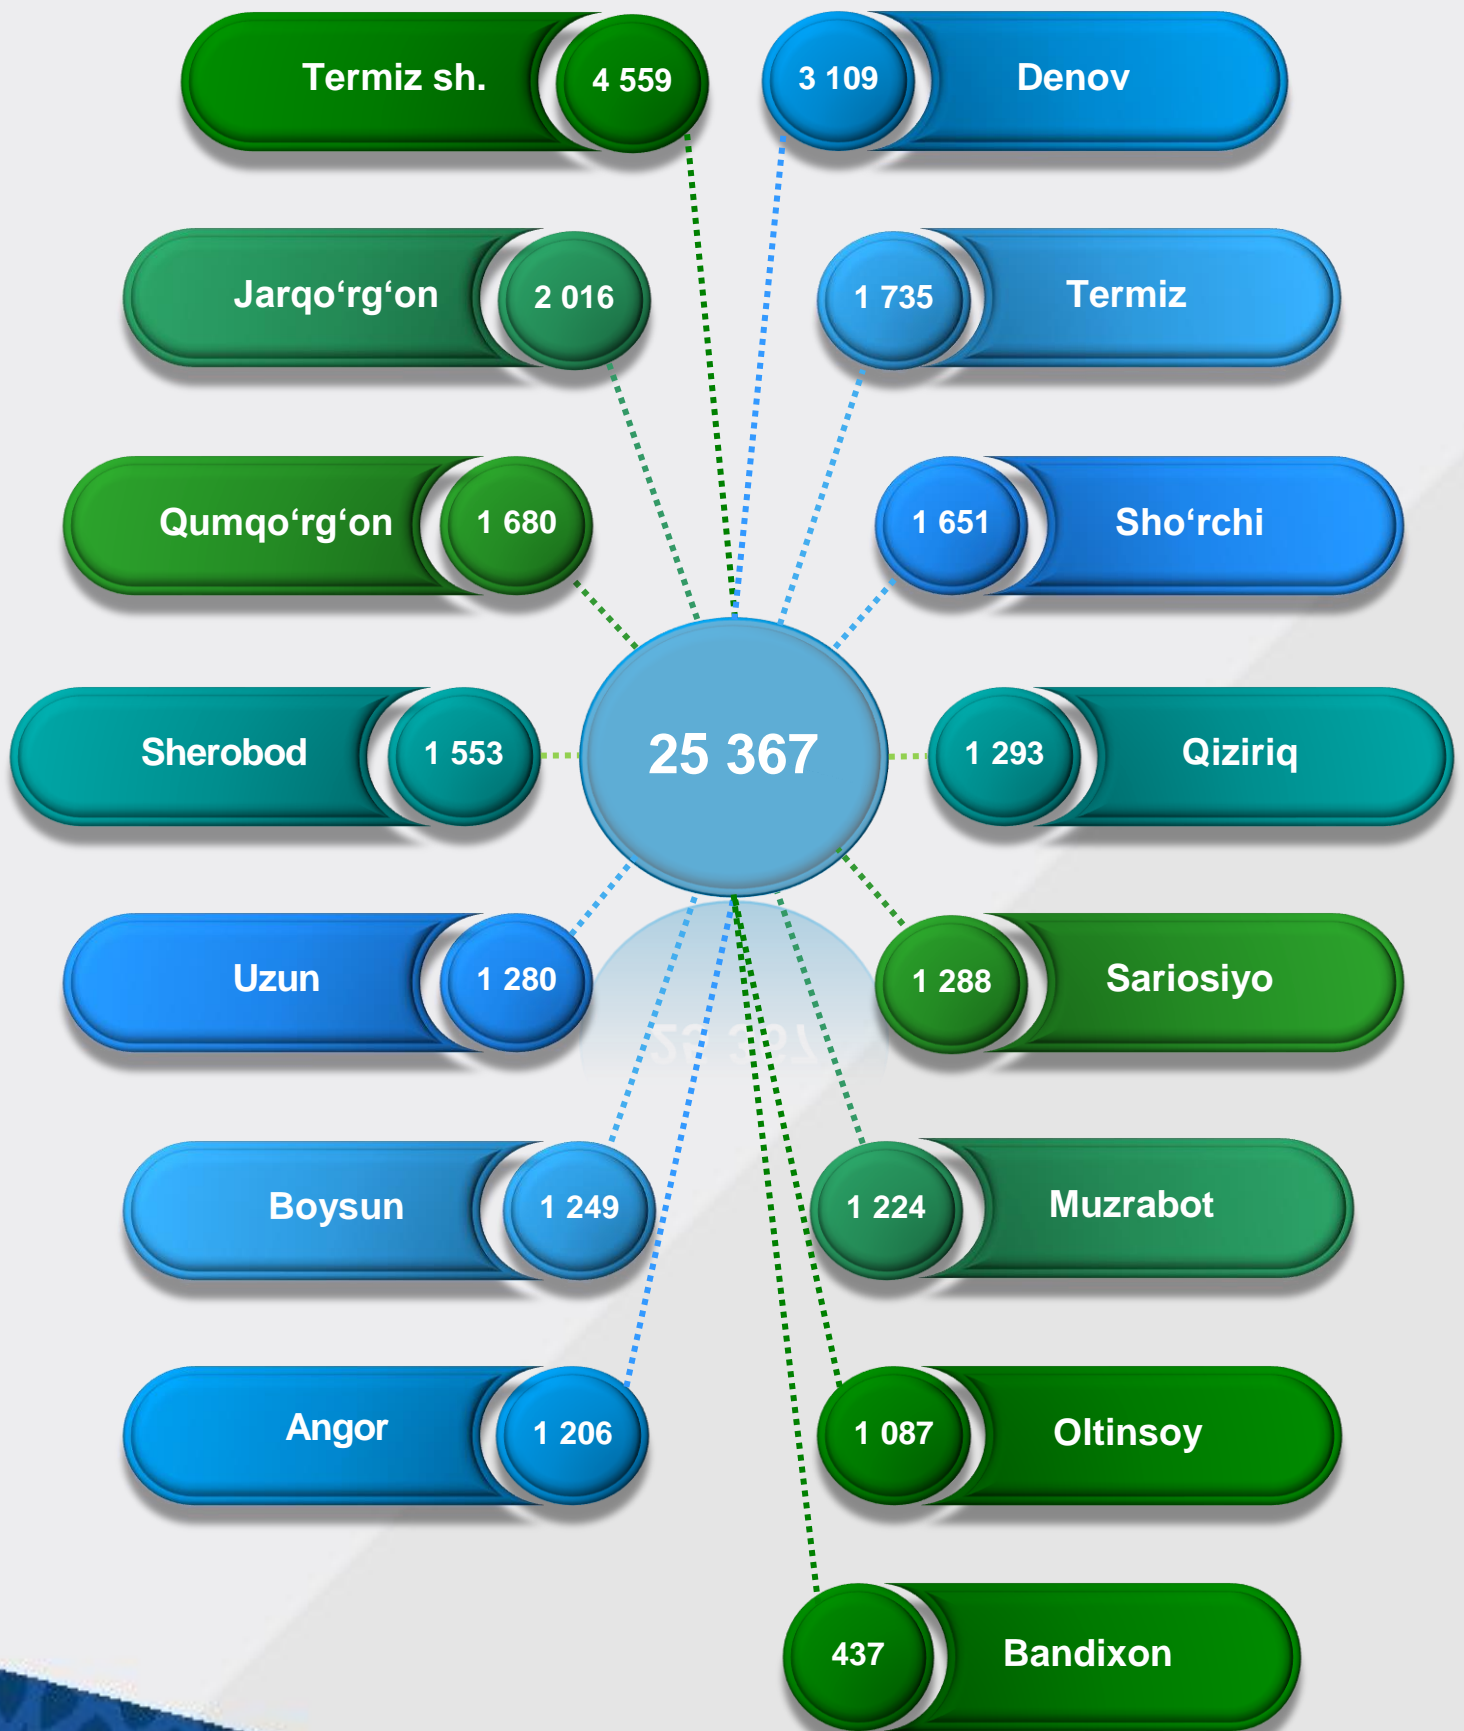 Termiz sh. 4 559
3 109 Denov
Jarqo‘rg‘on 2 016
1 735 Termiz
Qumqo‘rg‘on 1 680
1 651 Sho‘rchi
Sherobod 1 553
25 367
1 293 Qiziriq
Uzun 1 280
1 288 Sariosiyo
Boysun 1 249
1 224 Muzrabot
Angor 1 206
1 087 Oltinsoy
437 Bandixon